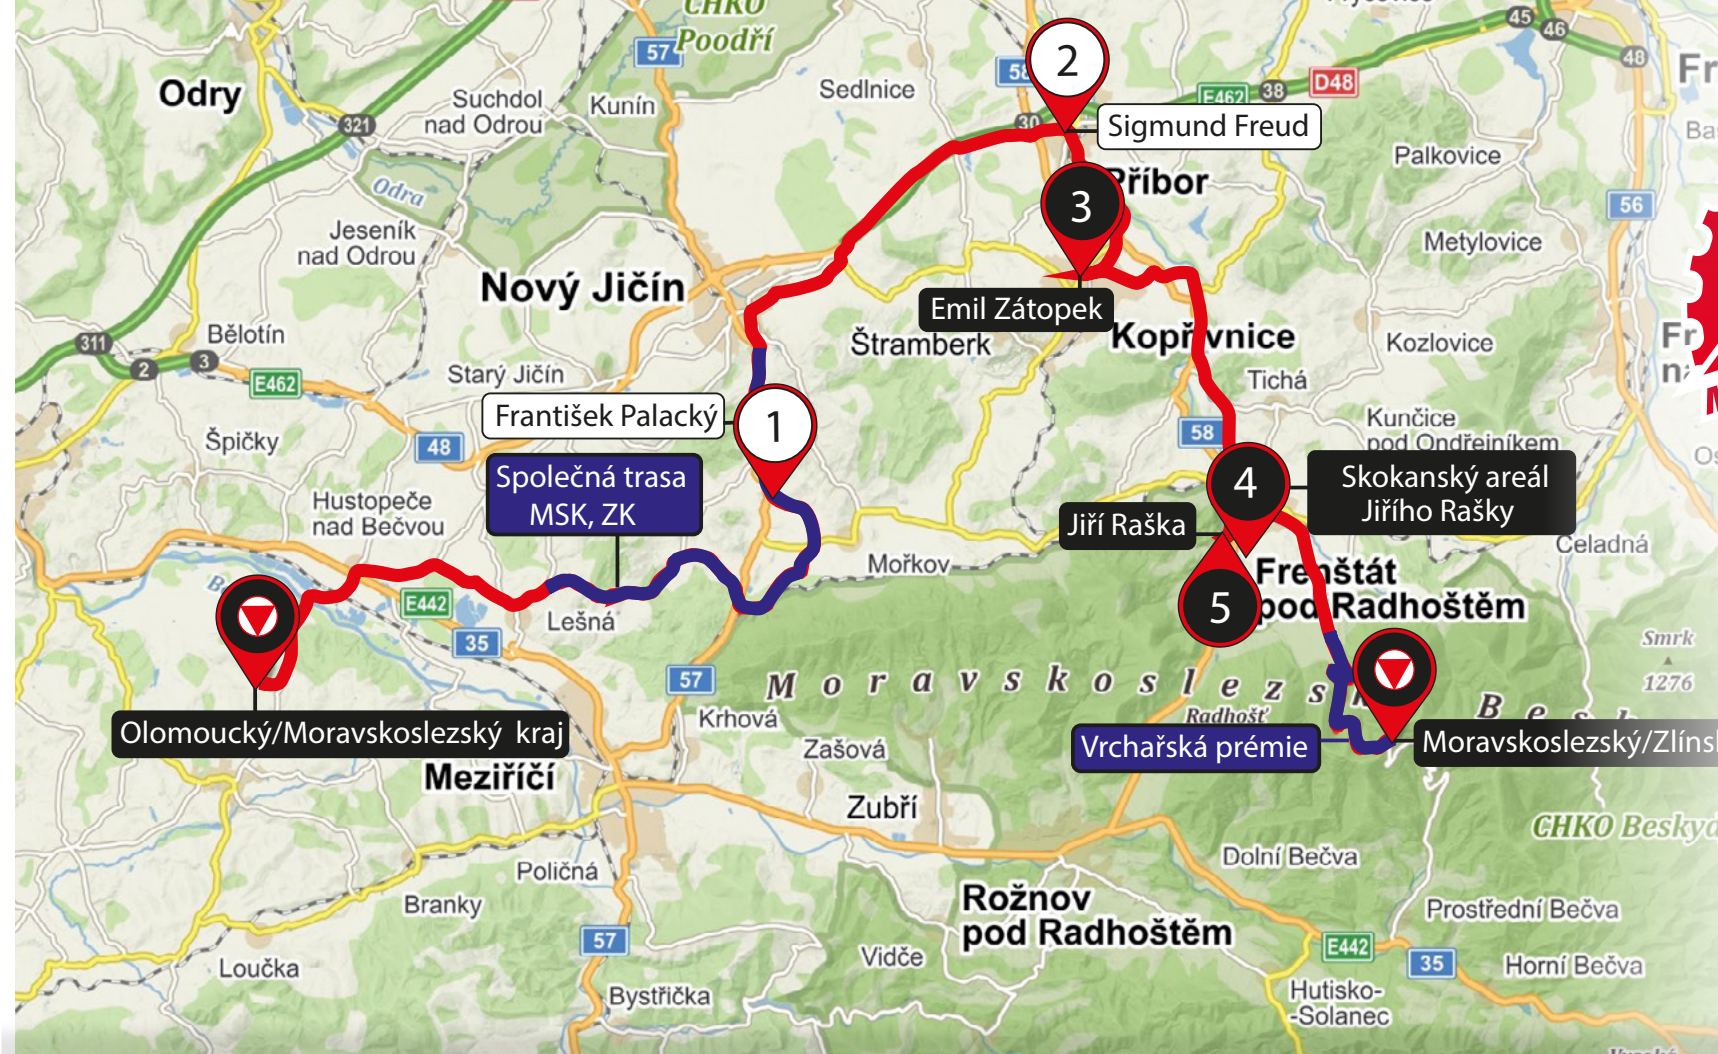 CHKO
Poodří
57
Odry
Suchdol
nad Odrou
Kunín
Sedlnice
2
E462
38
D48
45
46
48
321
30
Sigmund Freud
Palkovice
Příbor
3
56
Odra
Jeseník
nad Odrou
Metylovice
Nový Jičín
Emil Zátopek
Bělotín
311
2
3
E462
Štramberk
Kopřivnice
Kozlovice
Starý Jičín
Tichá
František Palacký
1
Kunčice
pod Ondřejníkem
58
Špičky
48
Společná trasa
MSK, ZK
4
Skokanský areál
Jiřího Rašky
Hustopeče
nad Bečvou
Jiří Raška
Čeladná
Mořkov
Frenštát
pod Radhoštěm
5
E442
Lešná
35
Smrk
1276
57
Krhová
Radhošť
Olomoucký/Moravskoslezský kraj
Zašová
Vrchařská prémie
Meziříčí
Zubří
CHKO
Dolní Bečva
Poličná
Branky
Rožnov
pod Radhoštěm
Prostřední Bečva
57
Vidče
E442
35
Horní Bečva
Loučka
Bystřička
Hutisko-
-Solanec